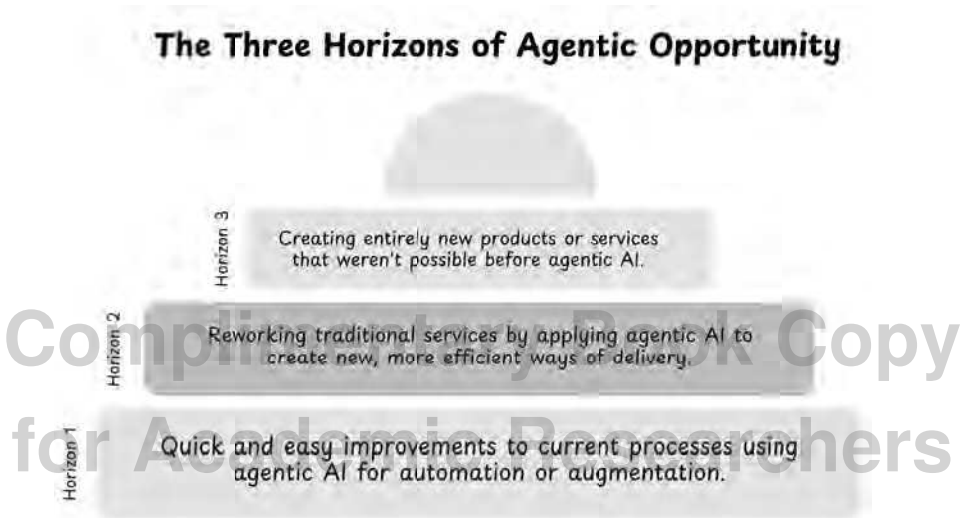 The Three Horizons of Agentic Opportunity
Horizon 3
Creating entirely new products or services
that weren't possible before agentic AI.
Horizon 2
Reworking traditional services by applying agentic AI to
create new, more efficient ways of delivery.
Horizon 1
Quick and easy improvements to current processes using
agentic AI for automation or augmentation.
Complimentary Book Copy
for Academic Researchers